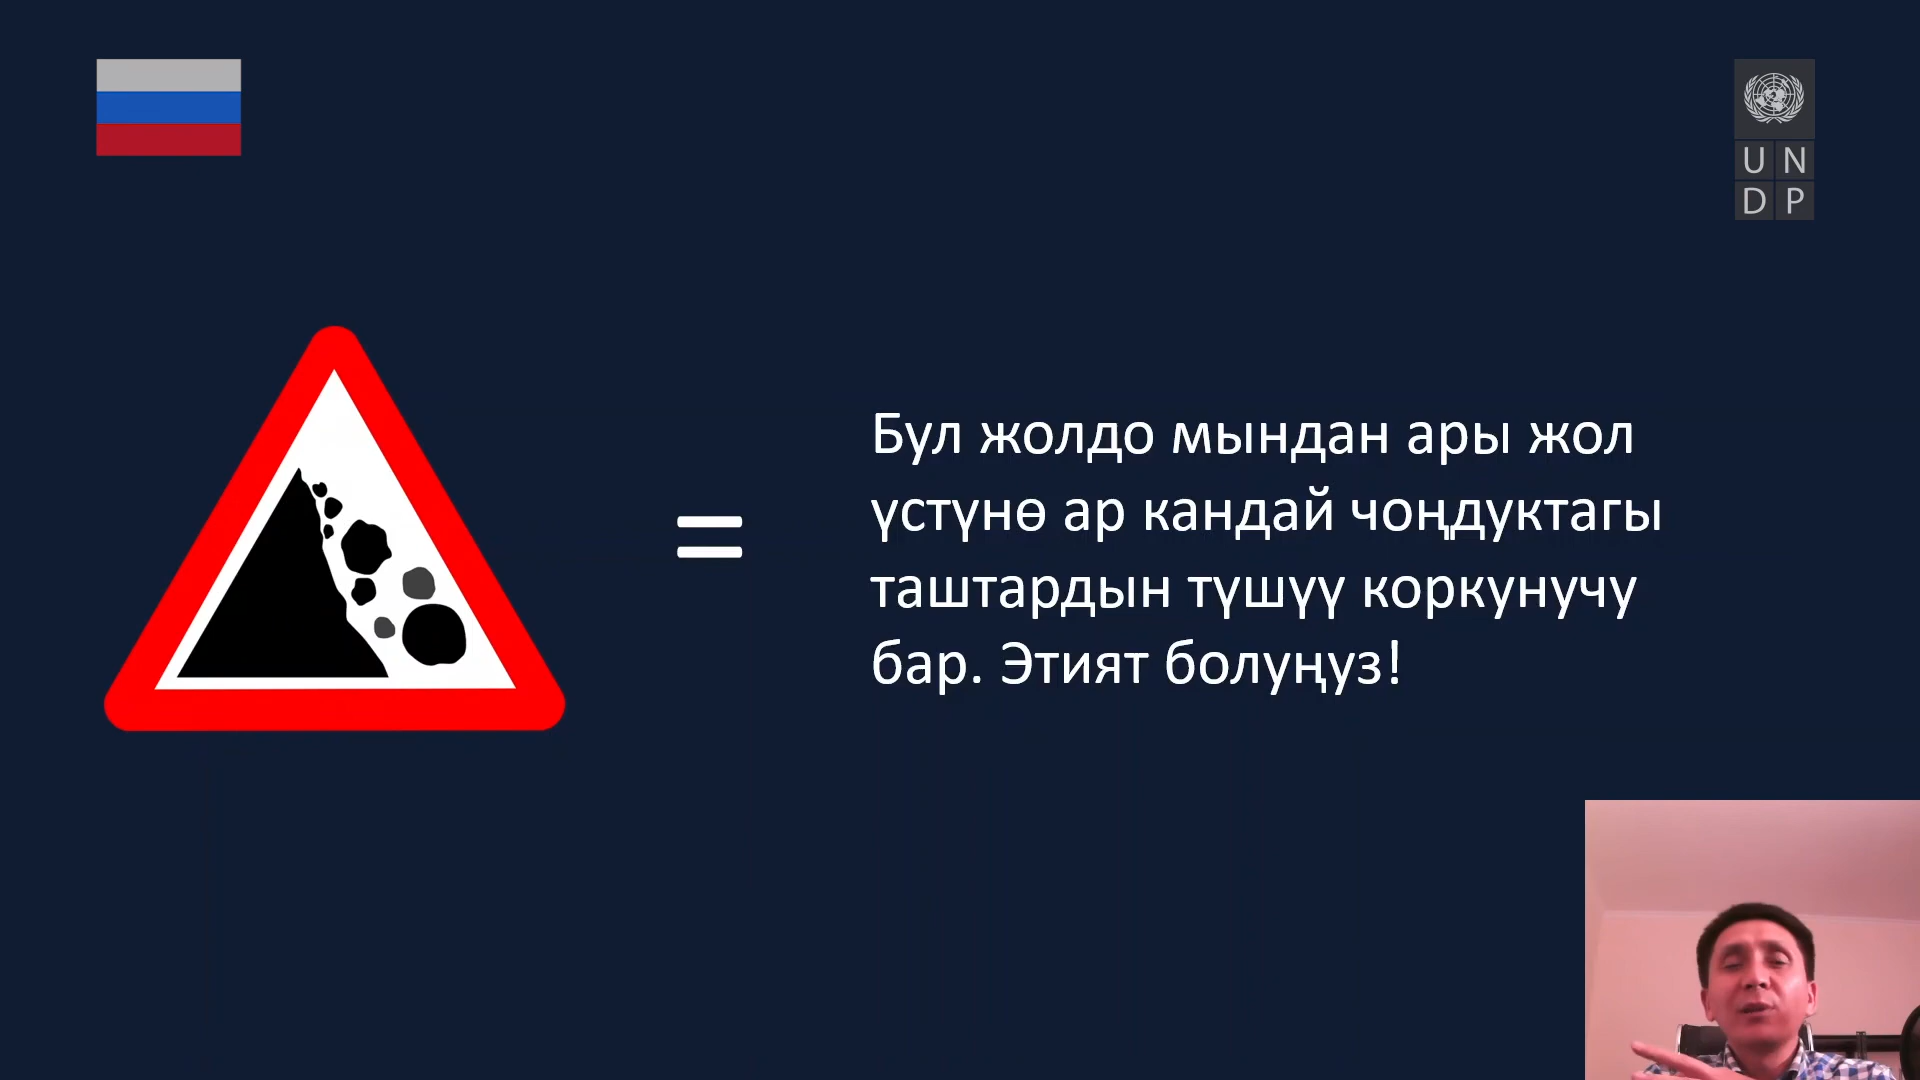 U N
D P
=
Бул жолдо мындан ары жол
үстүнө ар кандай чоңдуктагы
таштардын түшүү коркунучу
бар. Этият болуңуз!